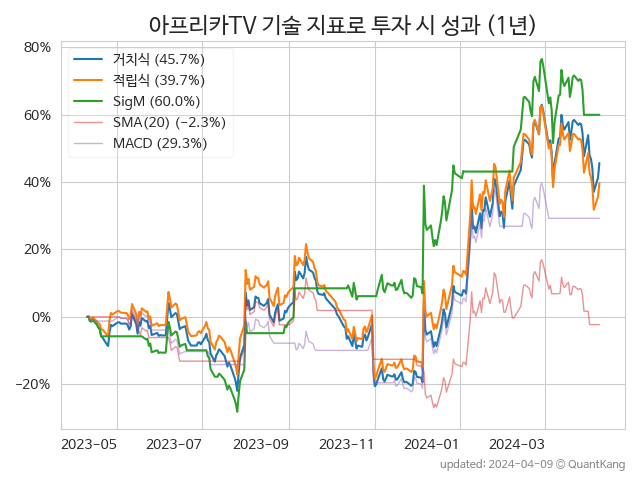 아프리카TV 기술 지표로 투자 시 성과 (1년)
80%
60%
40%
20%
0%
−20%
거치식 (45.7%)
적립식 (39.7%)
SigM (60.0%)
SMA(20) (−2.3%)
MACD (29.3%)
2023-05 2023-07 2023-09 2023-11 2024-01 2024-03
updated: 2024-04-09 ⓒ QuantKang